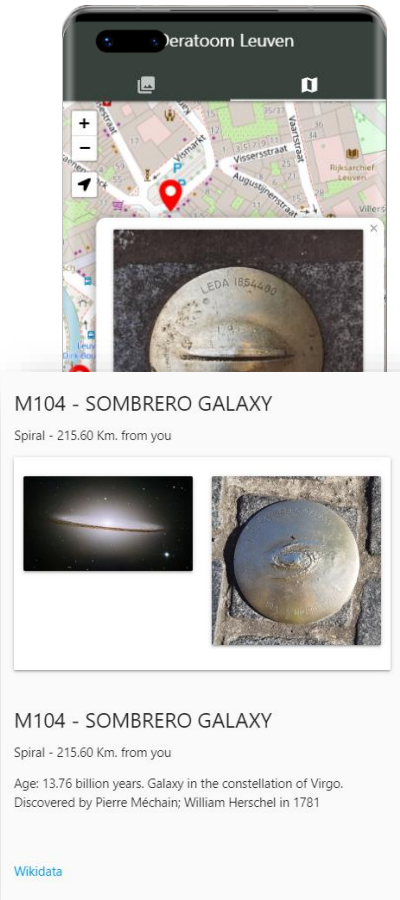 Deratoom Leuven
+
−
Vismarkt
Vissersstraat
Vaartstraat
Augustijnenstraat
P
Rijksarchief
Leuven
LEDA 1854490
×
M104 - SOMBRERO GALAXY
Spiral - 215.60 Km. from you
M104 - SOMBRERO GALAXY
Spiral - 215.60 Km. from you
Age: 13.76 billion years. Galaxy in the constellation of Virgo.
Discovered by Pierre Méchain; William Herschel in 1781
Wikidata